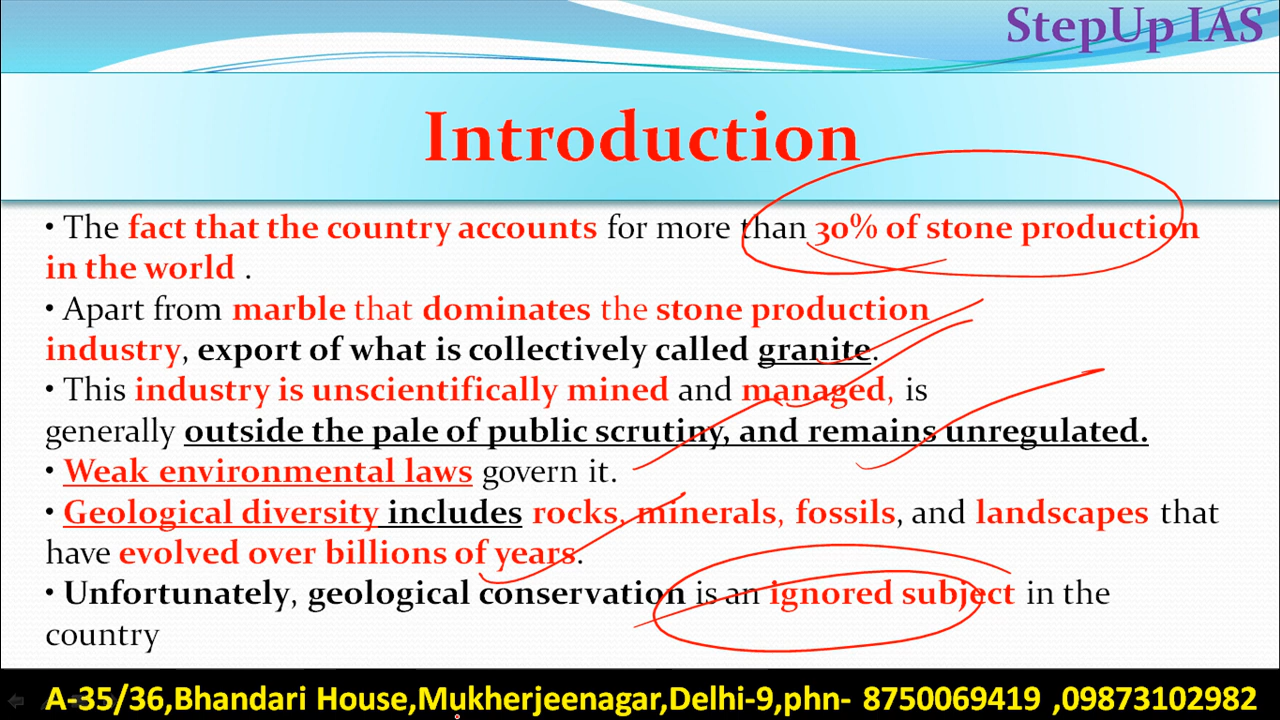 StepUp IAS
Introduction
• The fact that the country accounts for more than 30% of stone production
in the world .
• Apart from marble that dominates the stone production
industry, export of what is collectively called granite.
• This industry is unscientifically mined and managed, is
generally outside the pale of public scrutiny, and remains unregulated.
• Weak environmental laws govern it.
• Geological diversity includes rocks, minerals, fossils, and landscapes that
have evolved over billions of years.
• Unfortunately, geological conservation is an ignored subject in the
country
A-35/36,Bhandari House,Mukherjeenagar,Delhi-9,phn- 8750069419 ,09873102982